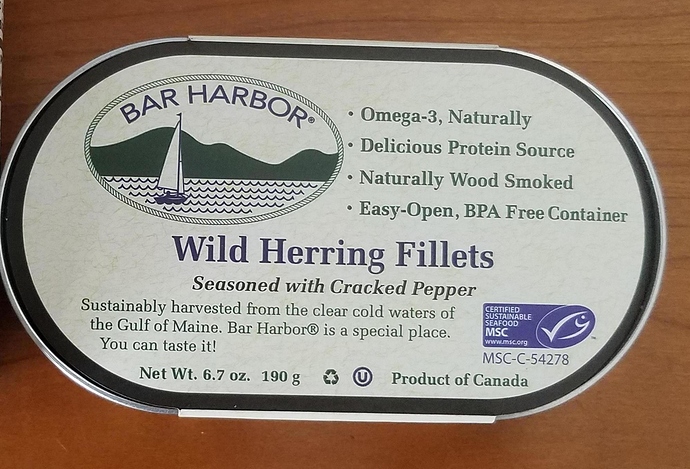 BAR HARBOR®
• Omega-3, Naturally
• Delicious Protein Source
• Naturally Wood Smoked
• Easy-Open, BPA Free Container
Wild Herring Fillets
Seasoned with Cracked Pepper
Sustainably harvested from the clear cold waters of
the Gulf of Maine. Bar Harbor® is a special place.
You can taste it!
CERTIFIED
SUSTAINABLE
SEAFOOD
MSC
www.msc.org
MSC-C-54278
Net Wt. 6.7 oz. 190 g U Product of Canada